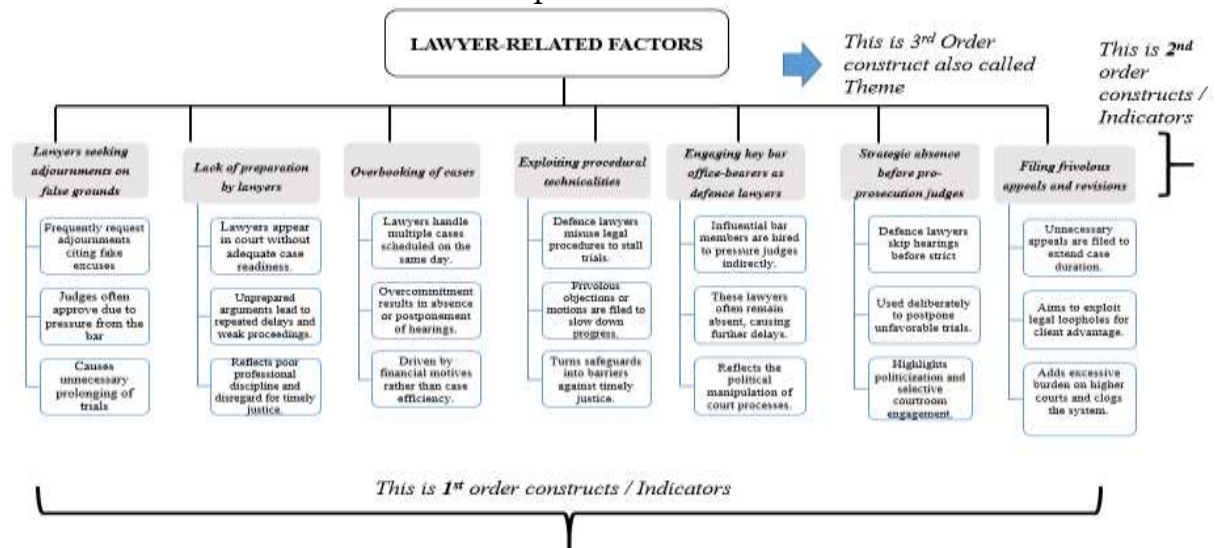 LAWYER-RELATED FACTORS
This is 3rd Order
construct also called
Theme
This is 2nd
order
constructs /
Indicators
Lawyers seeking
adjournments on
false grounds
Frequently request
adjournments
citing fake
excuses
Judges often
approve due to
pressure from the
bar
Causes
unnecessary
prolonging of
trials
Lack of preparation
by lawyers
Lawyers appear
in court without
adequate case
readiness.
Unprepared
arguments lead to
repeated delays and
weak proceedings.
Reflects poor
professional
discipline and
disregard for timely
justice.
Overbooking of cases
Lawyers handle
multiple cases
scheduled on the
same day.
Overcommitment
results in absence
or postponement
of hearings.
Driven by
financial motives
rather than case
efficiency.
Exploiting procedural
technicalities
Defence lawyers
misuse legal
procedures to stall
trials.
Frivolous
objections or
motions are filed to
slow down
progress.
Turns safeguards
into barriers
against timely
justice.
Engaging key bar
office-bearers as
defence lawyers
Influential bar
members are hired
to pressure judges
indirectly.
These lawyers
often remain
absent, causing
further delays.
Reflects the
political
manipulation of
court processes.
Strategic absence
before pro-
prosecution judges
Defence lawyers
skip hearings
before strict
Used deliberately
to postpone
unfavorable trials.
Highlights
politicization and
selective
courtroom
engagement.
Filing frivolous
appeals and revisions
Unnecessary
appeals are filed to
extend case
duration.
Aims to exploit
legal loopholes for
client advantage.
Adds excessive
burden on higher
courts and clogs
the system.
This is 1st order constructs / Indicators